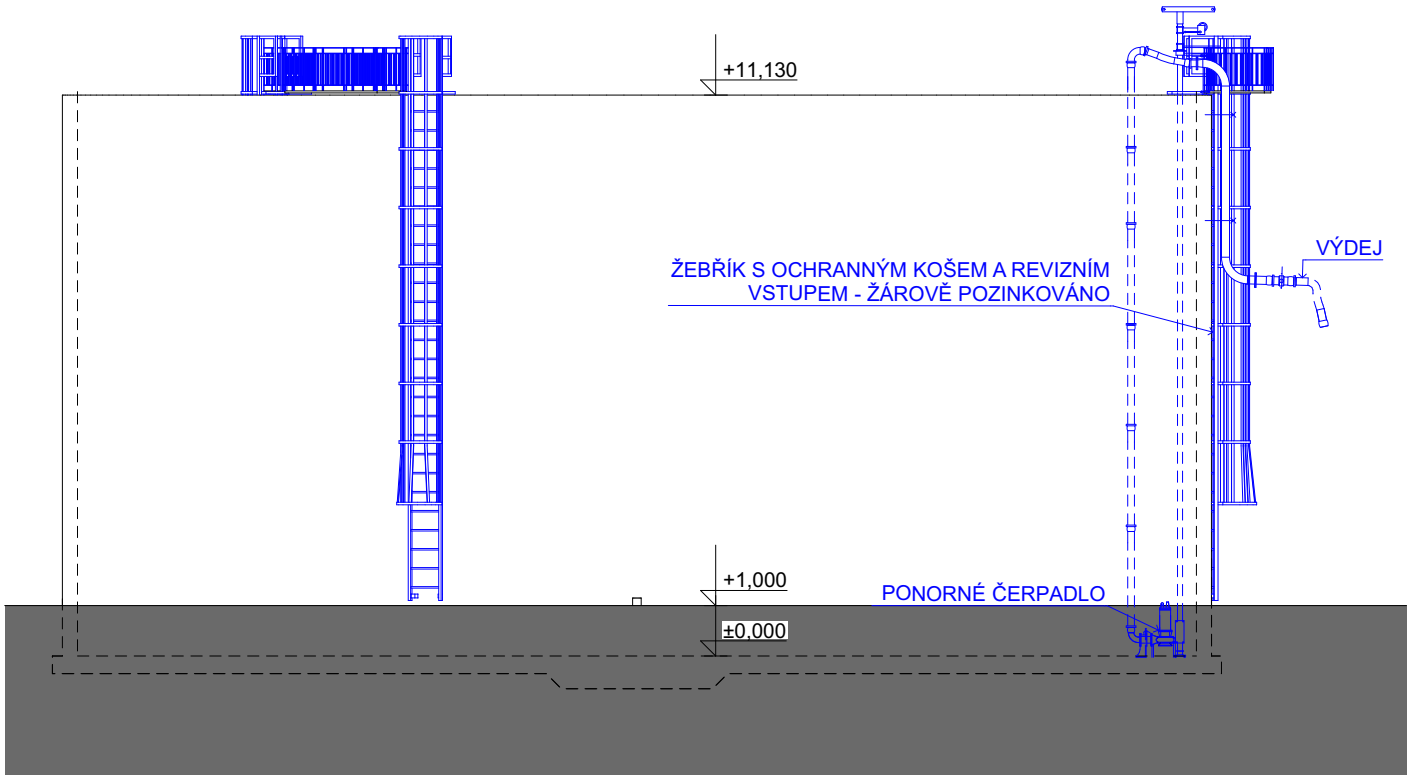 +11,130
VÝDEJ
ŽEBŘÍK S OCHRANNÝM KOŠEM A REVIZNÍM
VSTUPEM - ŽÁROVĚ POZINKOVÁNO
+1,000
PONORNÉ ČERPADLO
±0,000